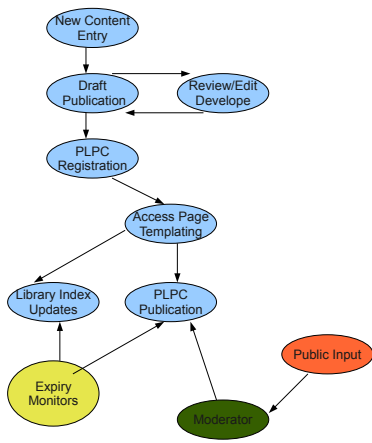 New Content
Entry
Draft
Publication
Review/Edit
Develope
PLPC
Registration
Access Page
Templating
Library Index
Updates
PLPC
Publication
Public Input
Expiry
Monitors
Moderator